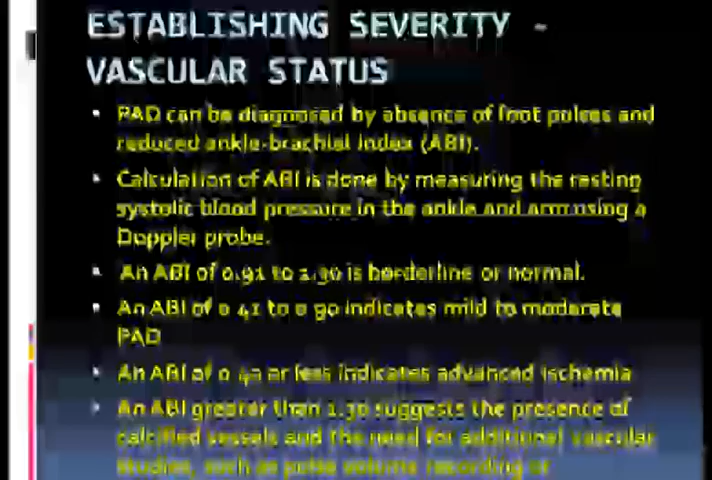 ESTABLISHING SEVERITY -
VASCULAR STATUS
• PAD can be diagnosed by absence of foot pulses and
reduced ankle-brachial index (ABI).
• Calculation of ABI is done by measuring the resting
systolic blood pressure in the ankle and arm using a
Doppler probe.
• An ABI of 0.91 to 1.30 is borderline or normal.
• An ABI of 0.41 to 0.90 indicates mild to moderate
PAD
• An ABI of 0.40 or less indicates advanced ischemia
• An ABI greater than 1.30 suggests the presence of
calcified vessels and the need for additional vascular
studies, such as pulse volume recording or